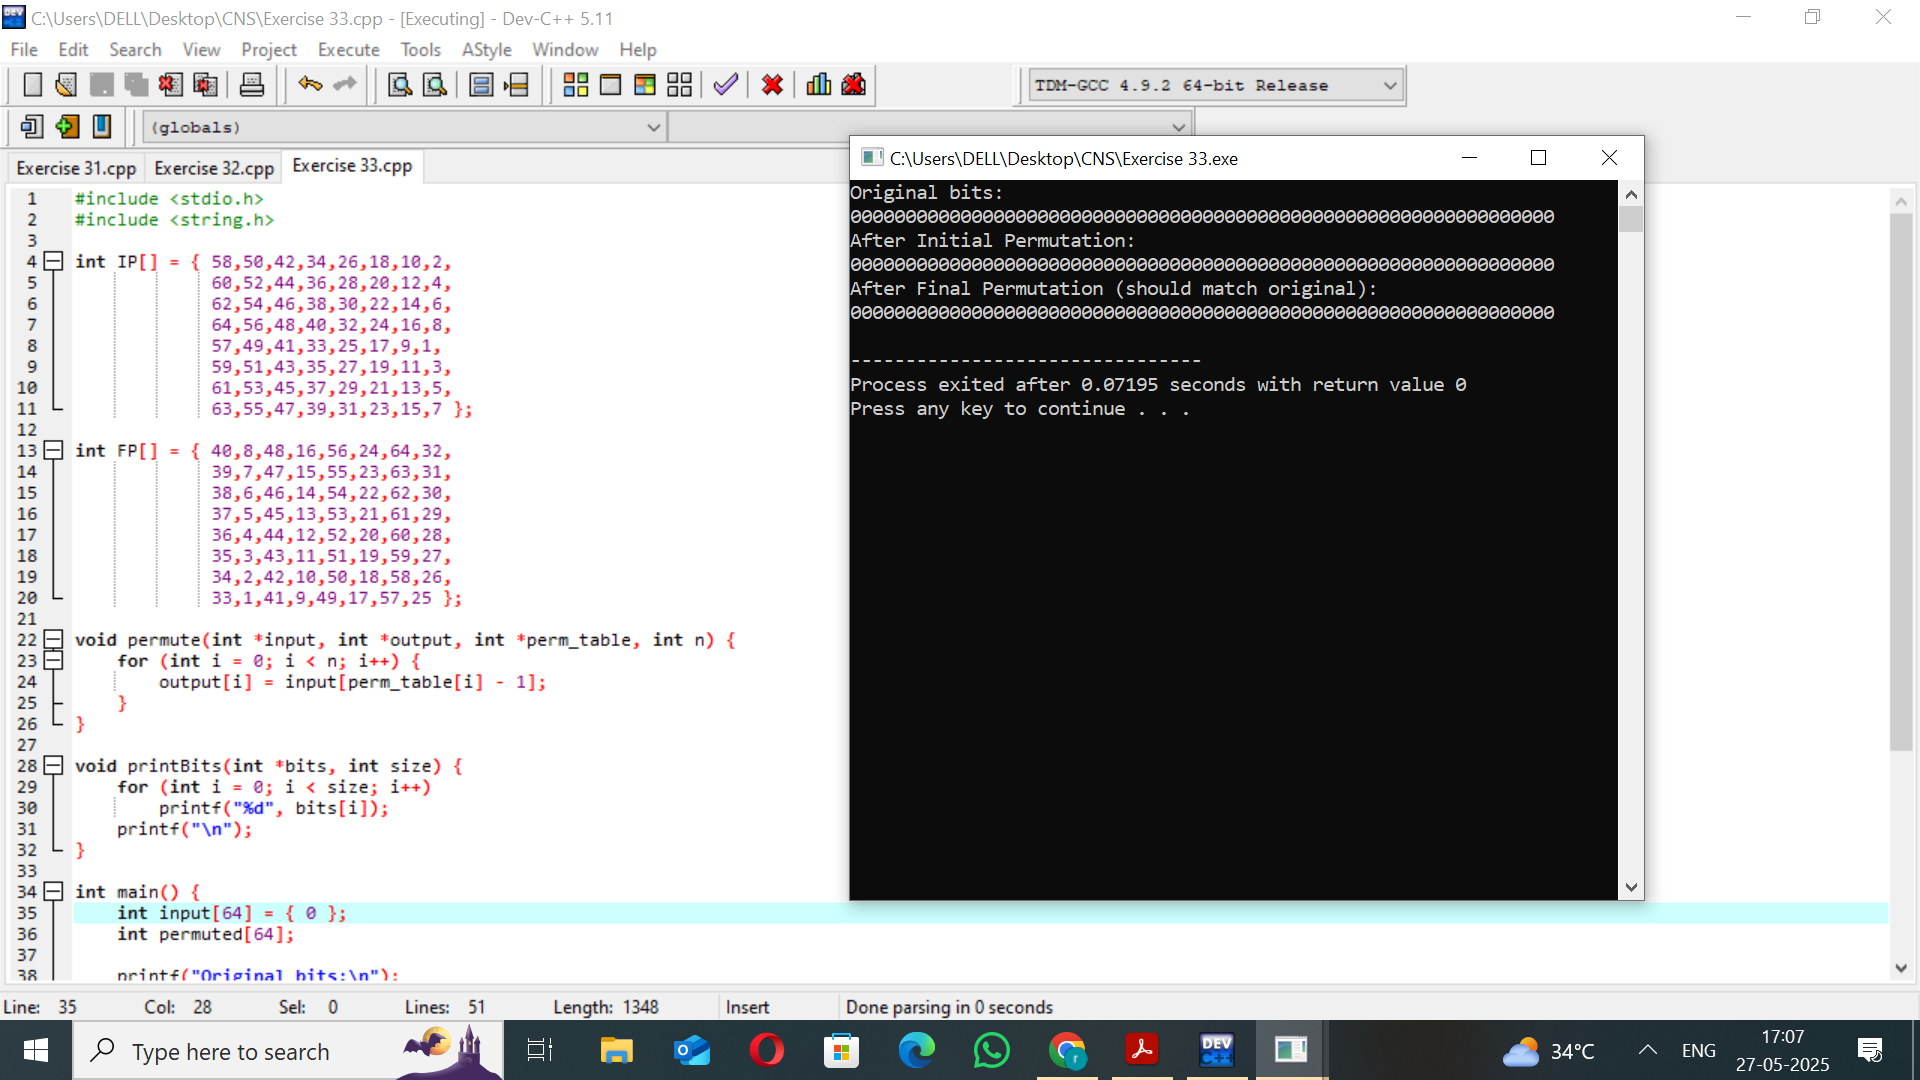 C:\Users\DELL\Desktop\CNS\Exercise 33.cpp - [Executing] - Dev-C++ 5.11
File Edit Search View Project Execute Tools AStyle Window Help
TDM-GCC 4.9.2 64-bit Release
(globals)
Exercise 31.cpp Exercise 32.cpp Exercise 33.cpp
1 #include <stdio.h>
2 #include <string.h>
3
4 int IP[] = { 58,50,42,34,26,18,10,2,
5 60,52,44,36,28,20,12,4,
6 62,54,46,38,30,22,14,6,
7 64,56,48,40,32,24,16,8,
8 57,49,41,33,25,17,9,1,
9 59,51,43,35,27,19,11,3,
10 61,53,45,37,29,21,13,5,
11 63,55,47,39,31,23,15,7 };
12
13 int FP[] = { 40,8,48,16,56,24,64,32,
14 39,7,47,15,55,23,63,31,
15 38,6,46,14,54,22,62,30,
16 37,5,45,13,53,21,61,29,
17 36,4,44,12,52,20,60,28,
18 35,3,43,11,51,19,59,27,
19 34,2,42,10,50,18,58,26,
20 33,1,41,9,49,17,57,25 };
21
22 void permute(int *input, int *output, int *perm_table, int n) {
23 for (int i = 0; i < n; i++) {
24 output[i] = input[perm_table[i] - 1];
25 }
26 }
27
28 void printBits(int *bits, int size) {
29 for (int i = 0; i < size; i++)
30 printf("%d", bits[i]);
31 printf("\n");
32 }
33
34 int main() {
35 int input[64] = { 0 };
36 int permuted[64];
37
38 printf("Original bits:\n");
C:\Users\DELL\Desktop\CNS\Exercise 33.exe
Original bits:
0000000000000000000000000000000000000000000000000000000000000000
After Initial Permutation:
0000000000000000000000000000000000000000000000000000000000000000
After Final Permutation (should match original):
0000000000000000000000000000000000000000000000000000000000000000
--------------------------------
Process exited after 0.07195 seconds with return value 0
Press any key to continue . . .
Line: 35 Col: 28 Sel: 0 Lines: 51 Length: 1348 Insert Done parsing in 0 seconds
Type here to search
DEV C++
34°C
ENG
17:07
27-05-2025